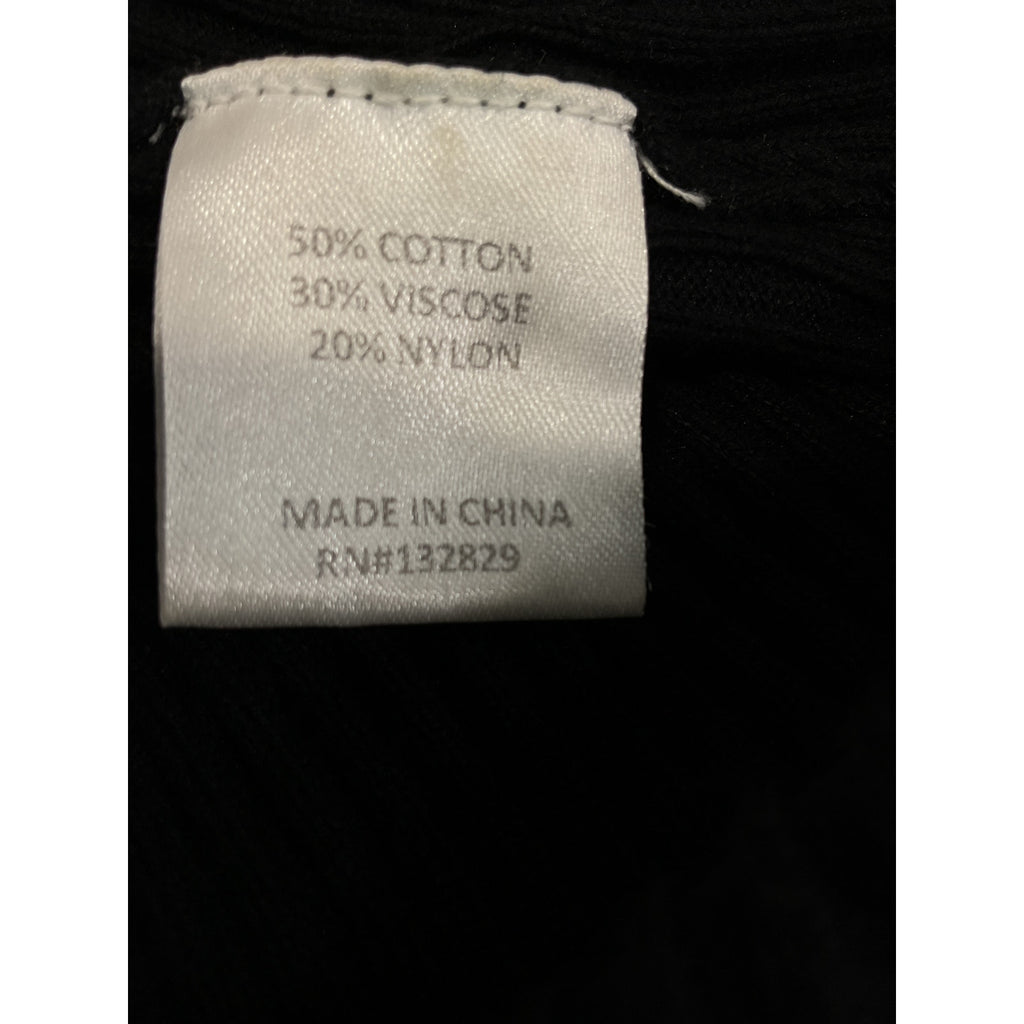 50% COTTON
30% VISCOSE
20% NYLON
MADE IN CHINA
RN#132829